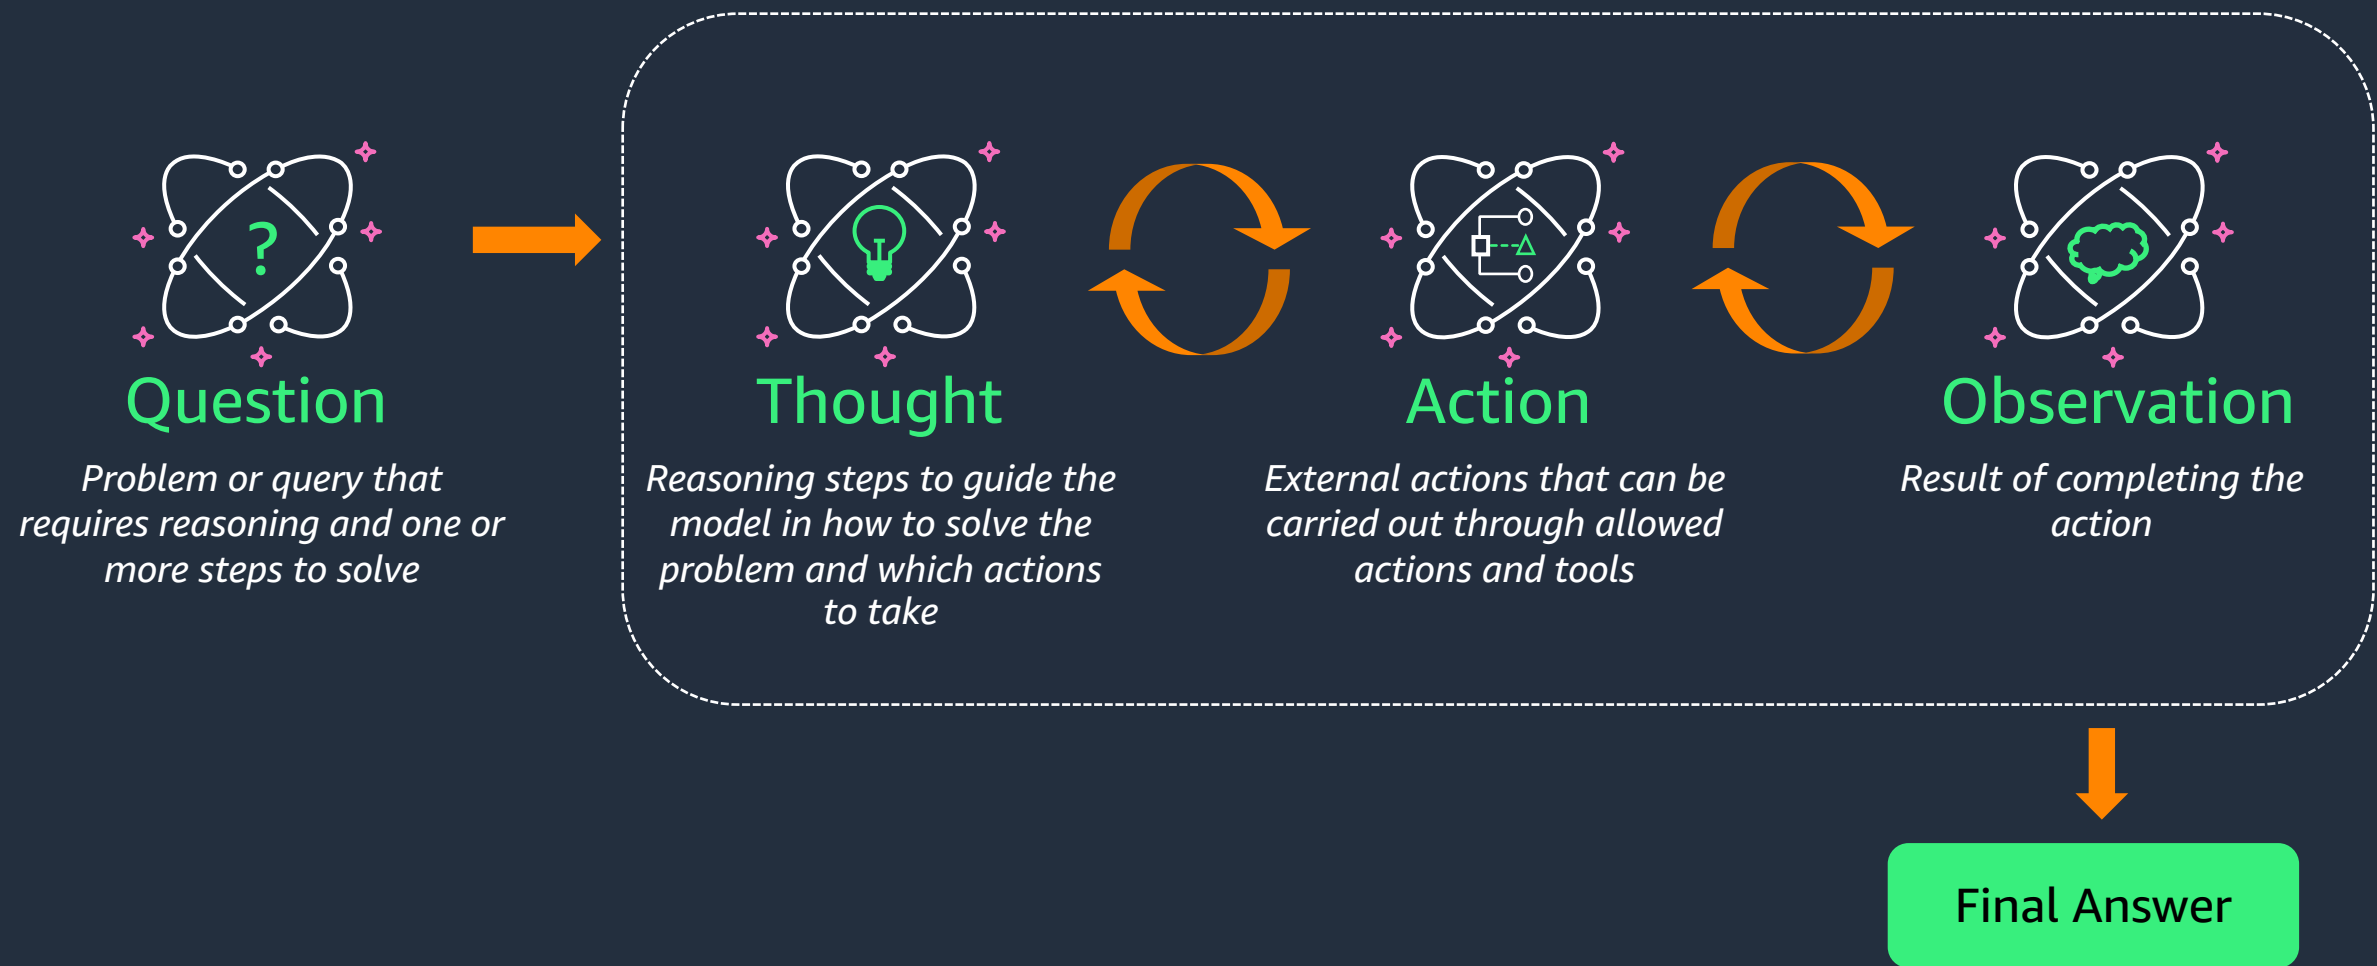 ?
Question
Problem or query that
requires reasoning and one or
more steps to solve
Thought
Reasoning steps to guide the
model in how to solve the
problem and which actions
to take
Action
External actions that can be
carried out through allowed
actions and tools
Observation
Result of completing the
action
Final Answer